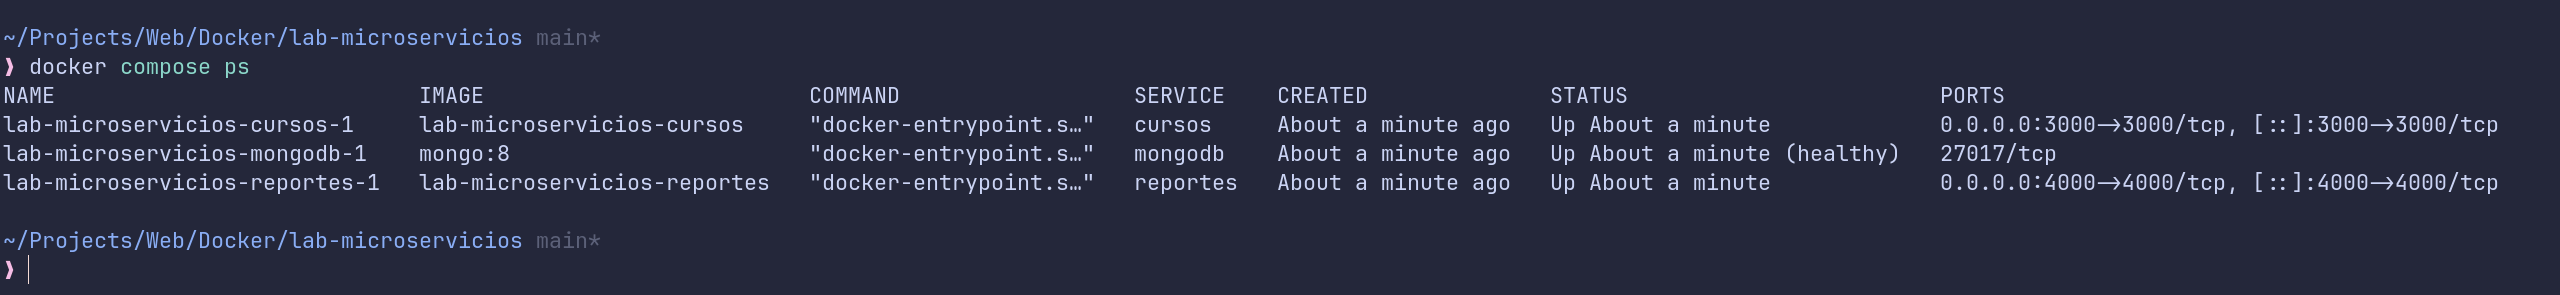 ~/Projects/Web/Docker/lab-microservicios main*
❯ docker compose ps
NAME IMAGE COMMAND SERVICE CREATED STATUS PORTS
lab-microservicios-cursos-1 lab-microservicios-cursos "docker-entrypoint.s…" cursos About a minute ago Up About a minute 0.0.0.0:3000->3000/tcp, [::]:3000->3000/tcp
lab-microservicios-mongodb-1 mongo:8 "docker-entrypoint.s…" mongodb About a minute ago Up About a minute (healthy) 27017/tcp
lab-microservicios-reportes-1 lab-microservicios-reportes "docker-entrypoint.s…" reportes About a minute ago Up About a minute 0.0.0.0:4000->4000/tcp, [::]:4000->4000/tcp
~/Projects/Web/Docker/lab-microservicios main*
❯